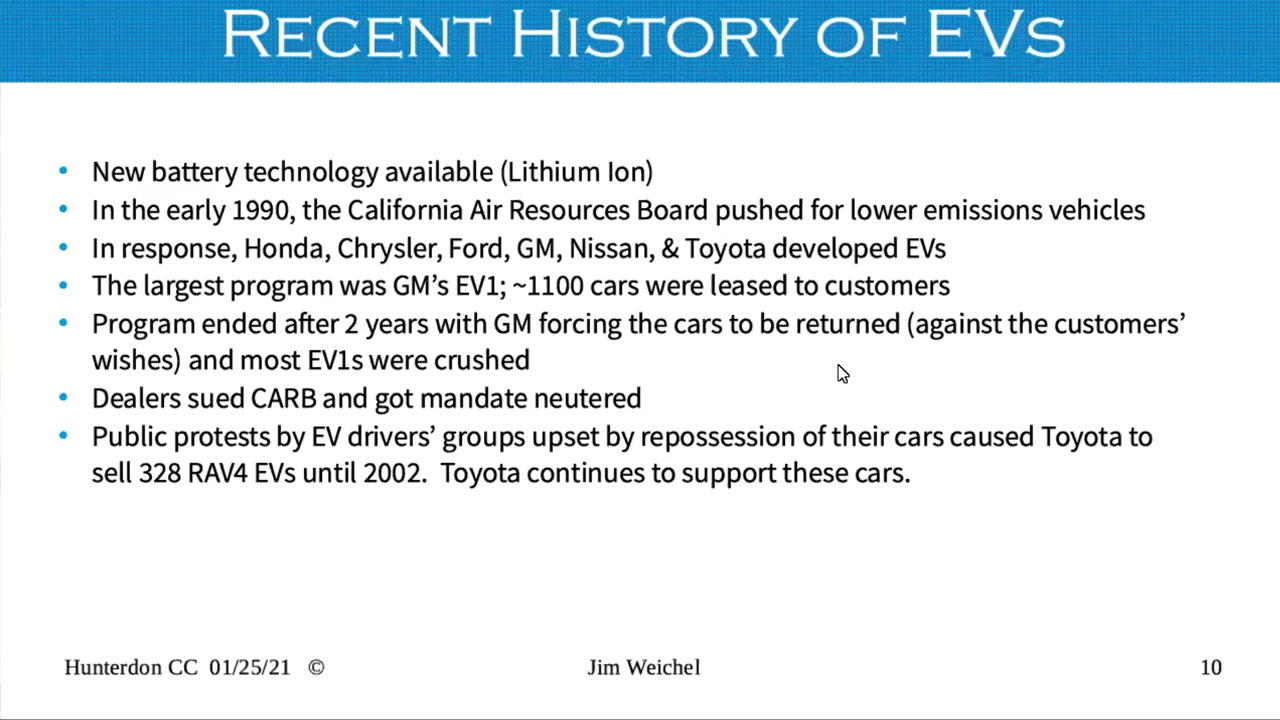 RECENT HISTORY OF EVS
• New battery technology available (Lithium Ion)
• In the early 1990, the California Air Resources Board pushed for lower emissions vehicles
• In response, Honda, Chrysler, Ford, GM, Nissan, & Toyota developed EVs
• The largest program was GM’s EV1; ~1100 cars were leased to customers
• Program ended after 2 years with GM forcing the cars to be returned (against the customers’
wishes) and most EV1s were crushed
• Dealers sued CARB and got mandate neutered
• Public protests by EV drivers’ groups upset by repossession of their cars caused Toyota to
sell 328 RAV4 EVs until 2002.  Toyota continues to support these cars.
Hunterdon CC  01/25/21  © Jim Weichel 10